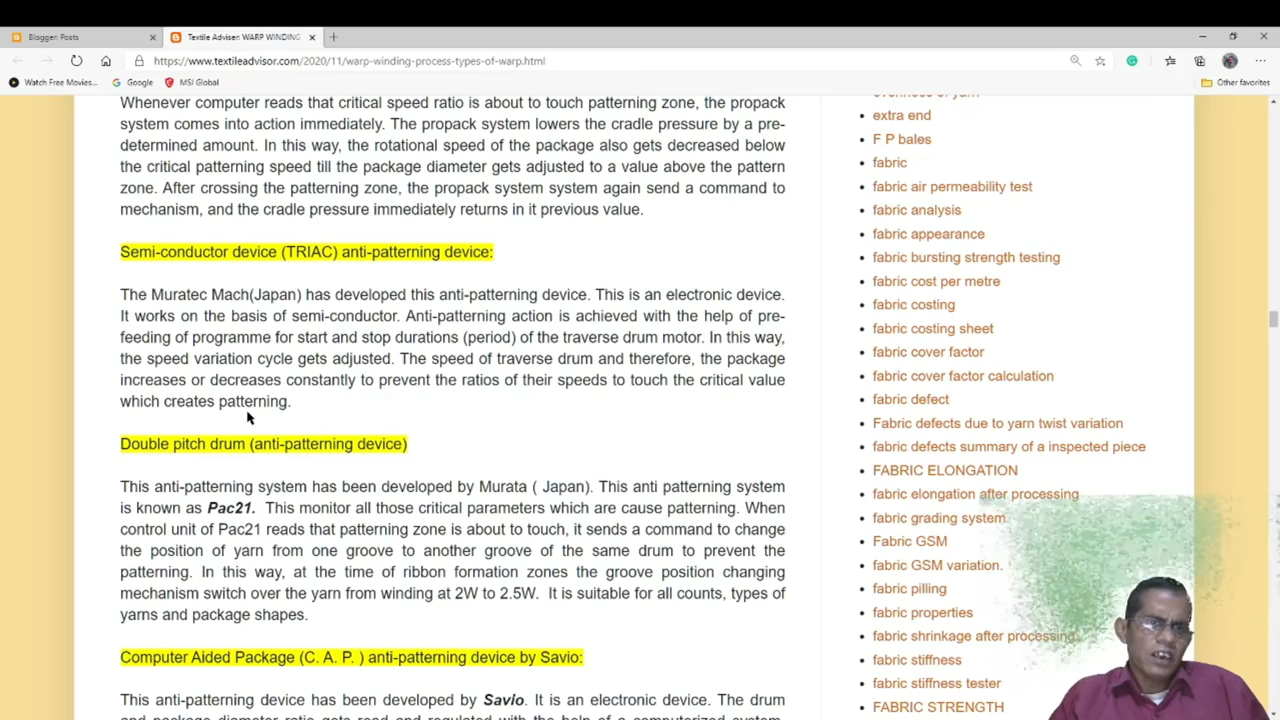 Blogger: Posts
Textile Adviser: WARP WINDING
https://www.textileadvisor.com/2020/11/warp-winding-process-types-of-warp.html
Watch Free Movies...
Google
MSI Global
Other favorites
Whenever computer reads that critical speed ratio is about to touch patterning zone, the propack
system comes into action immediately. The propack system lowers the cradle pressure by a pre-
determined amount. In this way, the rotational speed of the package also gets decreased below
the critical patterning speed till the package diameter gets adjusted to a value above the pattern
zone. After crossing the patterning zone, the propack system system again send a command to
mechanism, and the cradle pressure immediately returns in it previous value.
Semi-conductor device (TRIAC) anti-patterning device:
The Muratec Mach(Japan) has developed this anti-patterning device. This is an electronic device.
It works on the basis of semi-conductor. Anti-patterning action is achieved with the help of pre-
feeding of programme for start and stop durations (period) of the traverse drum motor. In this way,
the speed variation cycle gets adjusted. The speed of traverse drum and therefore, the package
increases or decreases constantly to prevent the ratios of their speeds to touch the critical value
which creates patterning.
Double pitch drum (anti-patterning device)
This anti-patterning system has been developed by Murata ( Japan). This anti patterning system
is known as Pac21. This monitor all those critical parameters which are cause patterning. When
control unit of Pac21 reads that patterning zone is about to touch, it sends a command to change
the position of yarn from one groove to another groove of the same drum to prevent the
patterning. In this way, at the time of ribbon formation zones the groove position changing
mechanism switch over the yarn from winding at 2W to 2.5W. It is suitable for all counts, types of
yarns and package shapes.
Computer Aided Package (C. A. P. ) anti-patterning device by Savio:
This anti-patterning device has been developed by Savio. It is an electronic device. The drum
and package diameter ratio gets read and regulated with the help of a computerized system.
evenness of yarn
extra end
F P bales
fabric
fabric air permeability test
fabric analysis
fabric appearance
fabric bursting strength testing
fabric cost per metre
fabric costing
fabric costing sheet
fabric cover factor
fabric cover factor calculation
fabric defect
Fabric defects due to yarn twist variation
fabric defects summary of a inspected piece
FABRIC ELONGATION
fabric elongation after processing
fabric grading system
Fabric GSM
fabric GSM variation.
fabric pilling
fabric properties
fabric shrinkage after processing
fabric stiffness
fabric stiffness tester
FABRIC STRENGTH